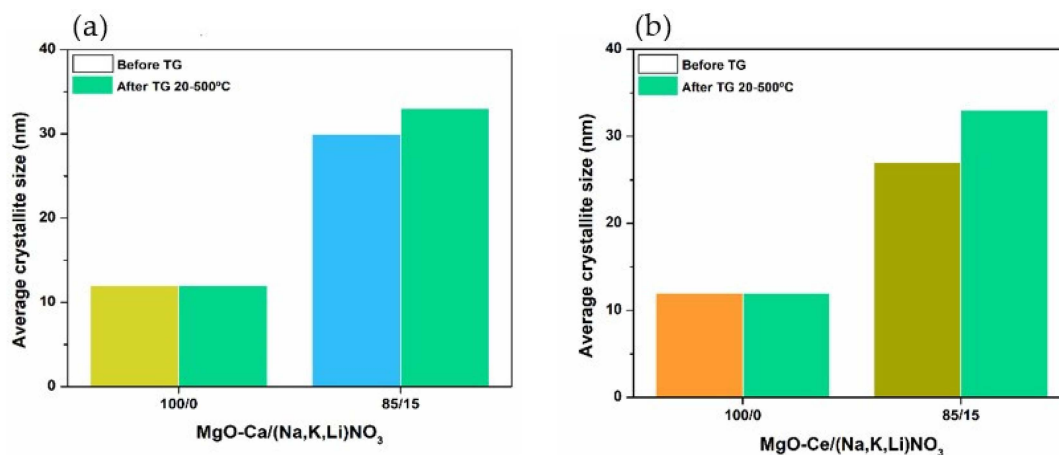 (a)
40
30
20
10
0
Average crystallite size (nm)
Before TG
After TG 20-500ºC
100/0
85/15
MgO-Ca/(Na,K,Li)NO₃
(b)
40
30
20
10
0
Average crystallite size (nm)
Before TG
After TG 20-500ºC
100/0
85/15
MgO-Ce/(Na,K,Li)NO₃